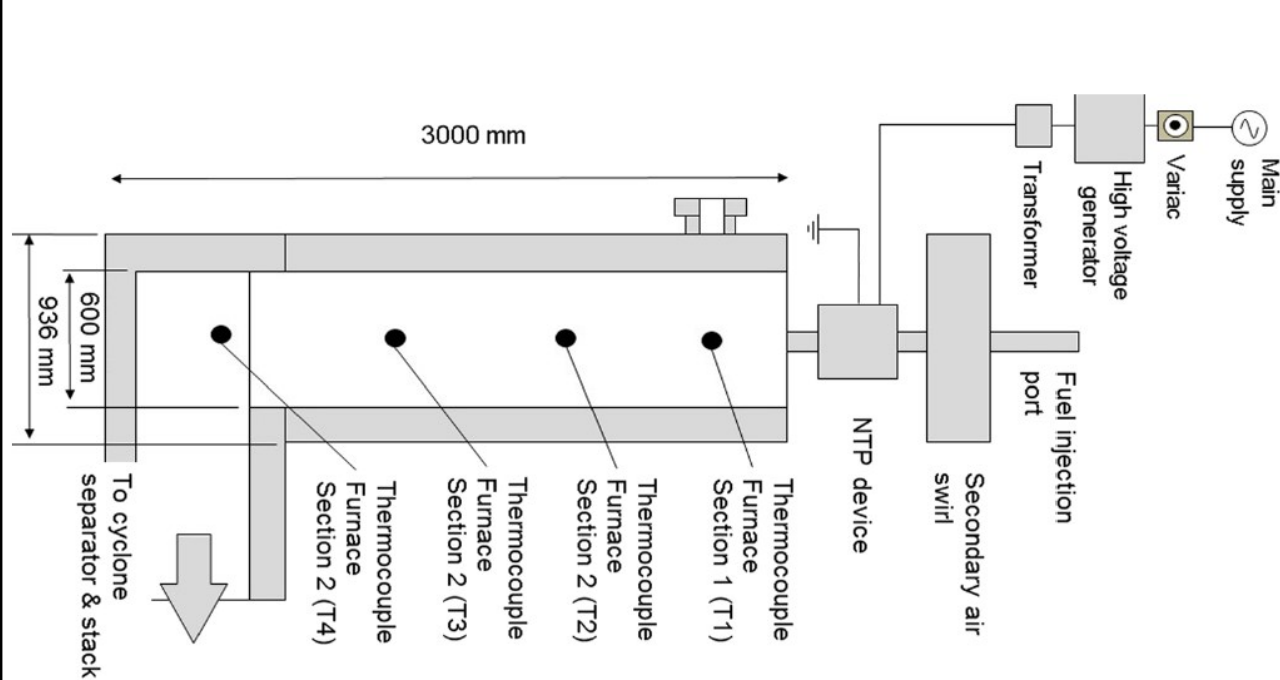 3000 mm
Main
supply
Variac
High voltage
generator
Transformer
936 mm
600 mm
Fuel injection
port
Secondary air
swirl
NTP device
Thermocouple
Furnace
Section 1 (T1)
Thermocouple
Furnace
Section 2 (T2)
Thermocouple
Furnace
Section 2 (T3)
Thermocouple
Furnace
Section 2 (T4)
To cyclone
separator & stack